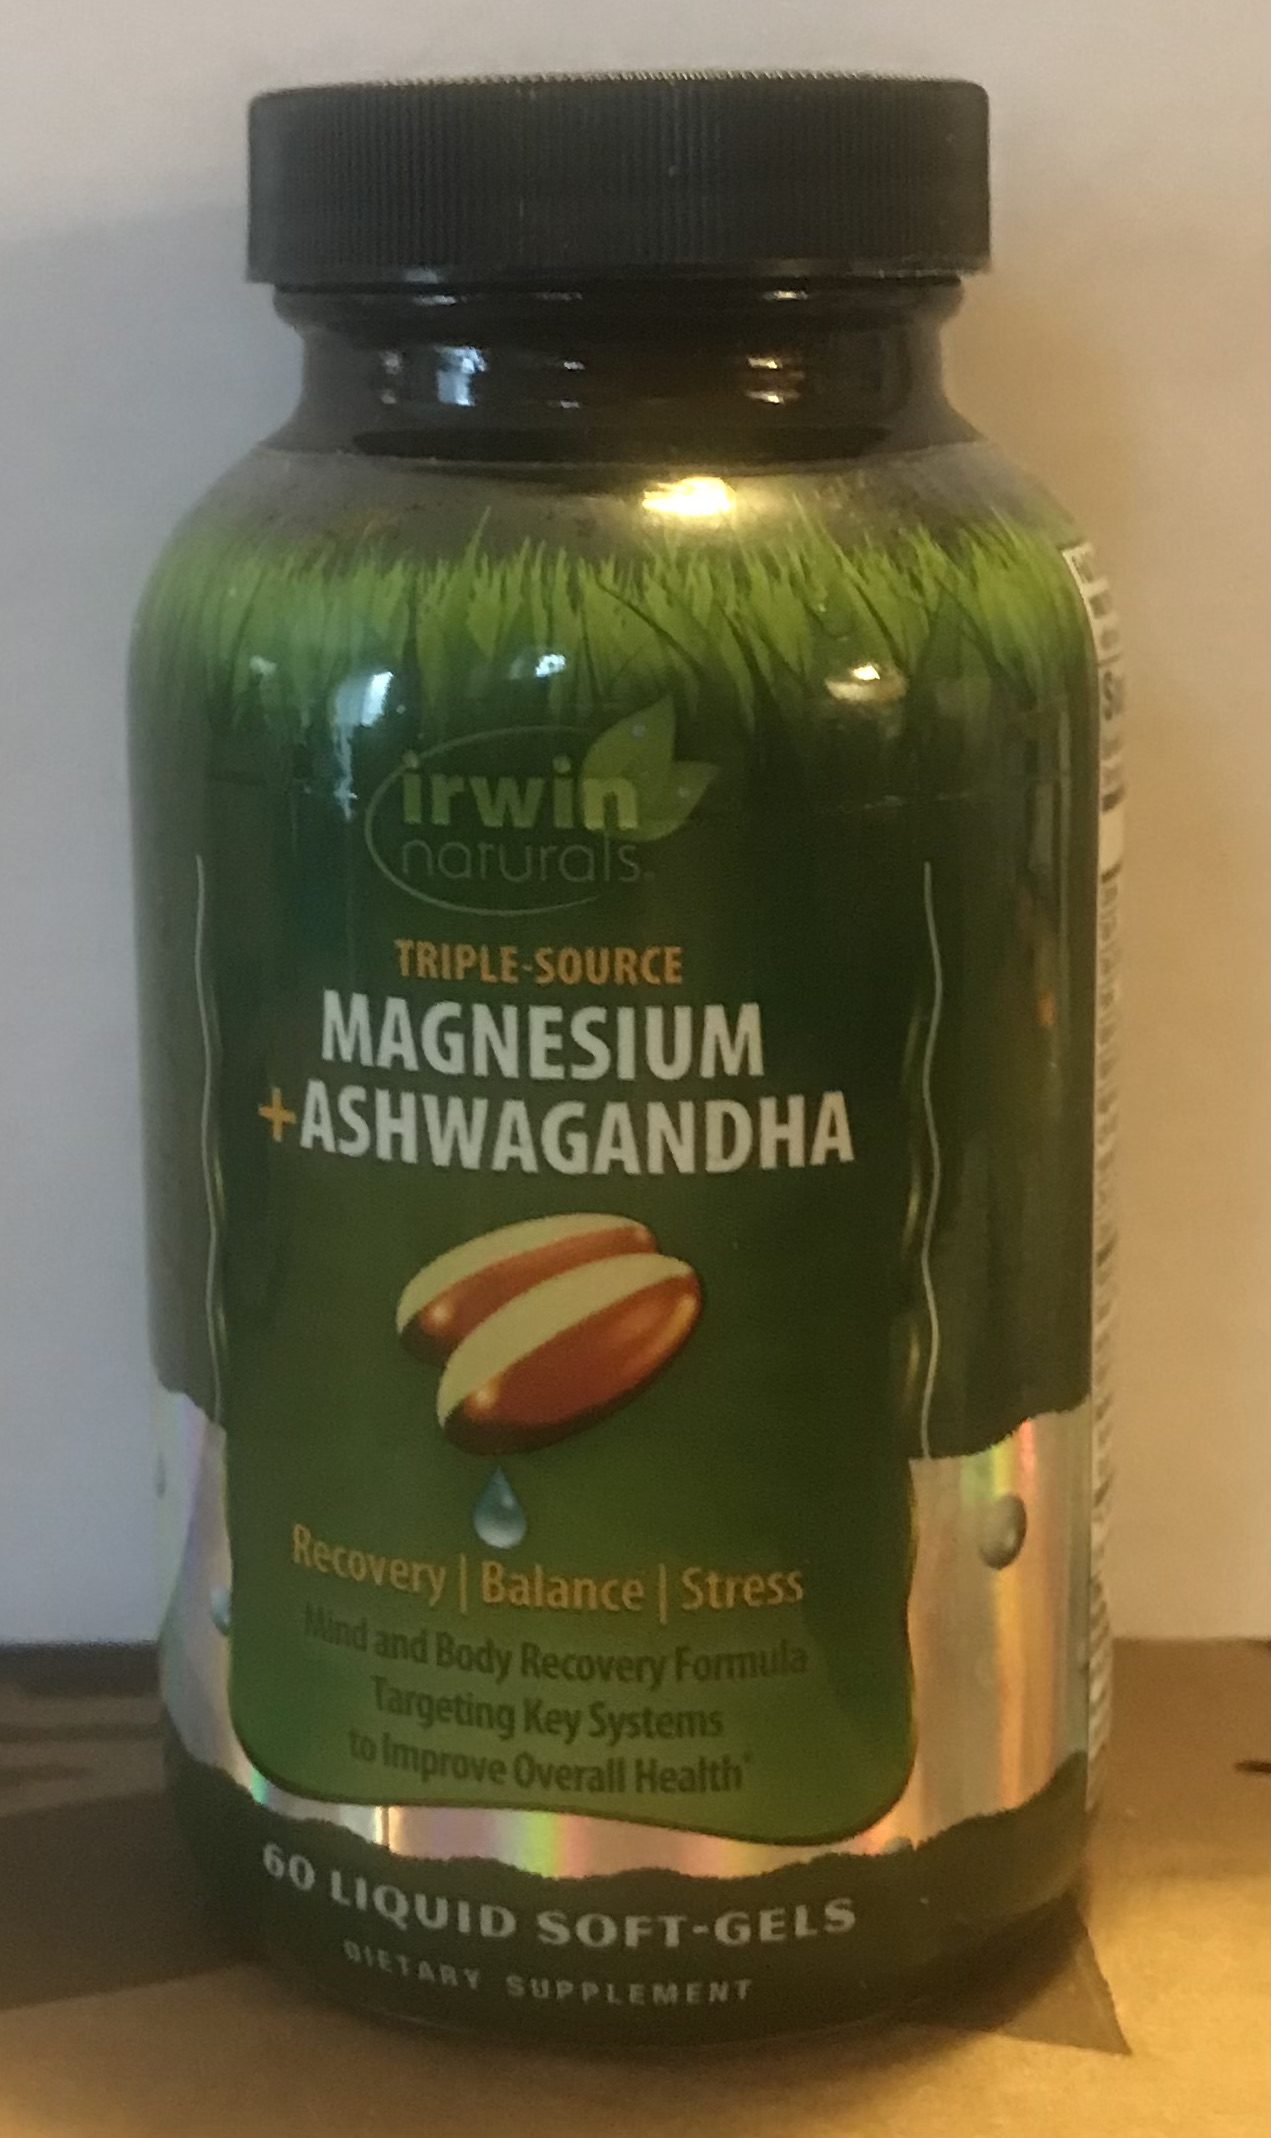 irwin
naturals
TRIPLE-SOURCE
MAGNESIUM
+ASHWAGANDHA
Recovery | Balance | Stress
Mind and Body Recovery Formula
Targeting Key Systems
to Improve Overall Health*
60 LIQUID SOFT-GELS
DIETARY SUPPLEMENT